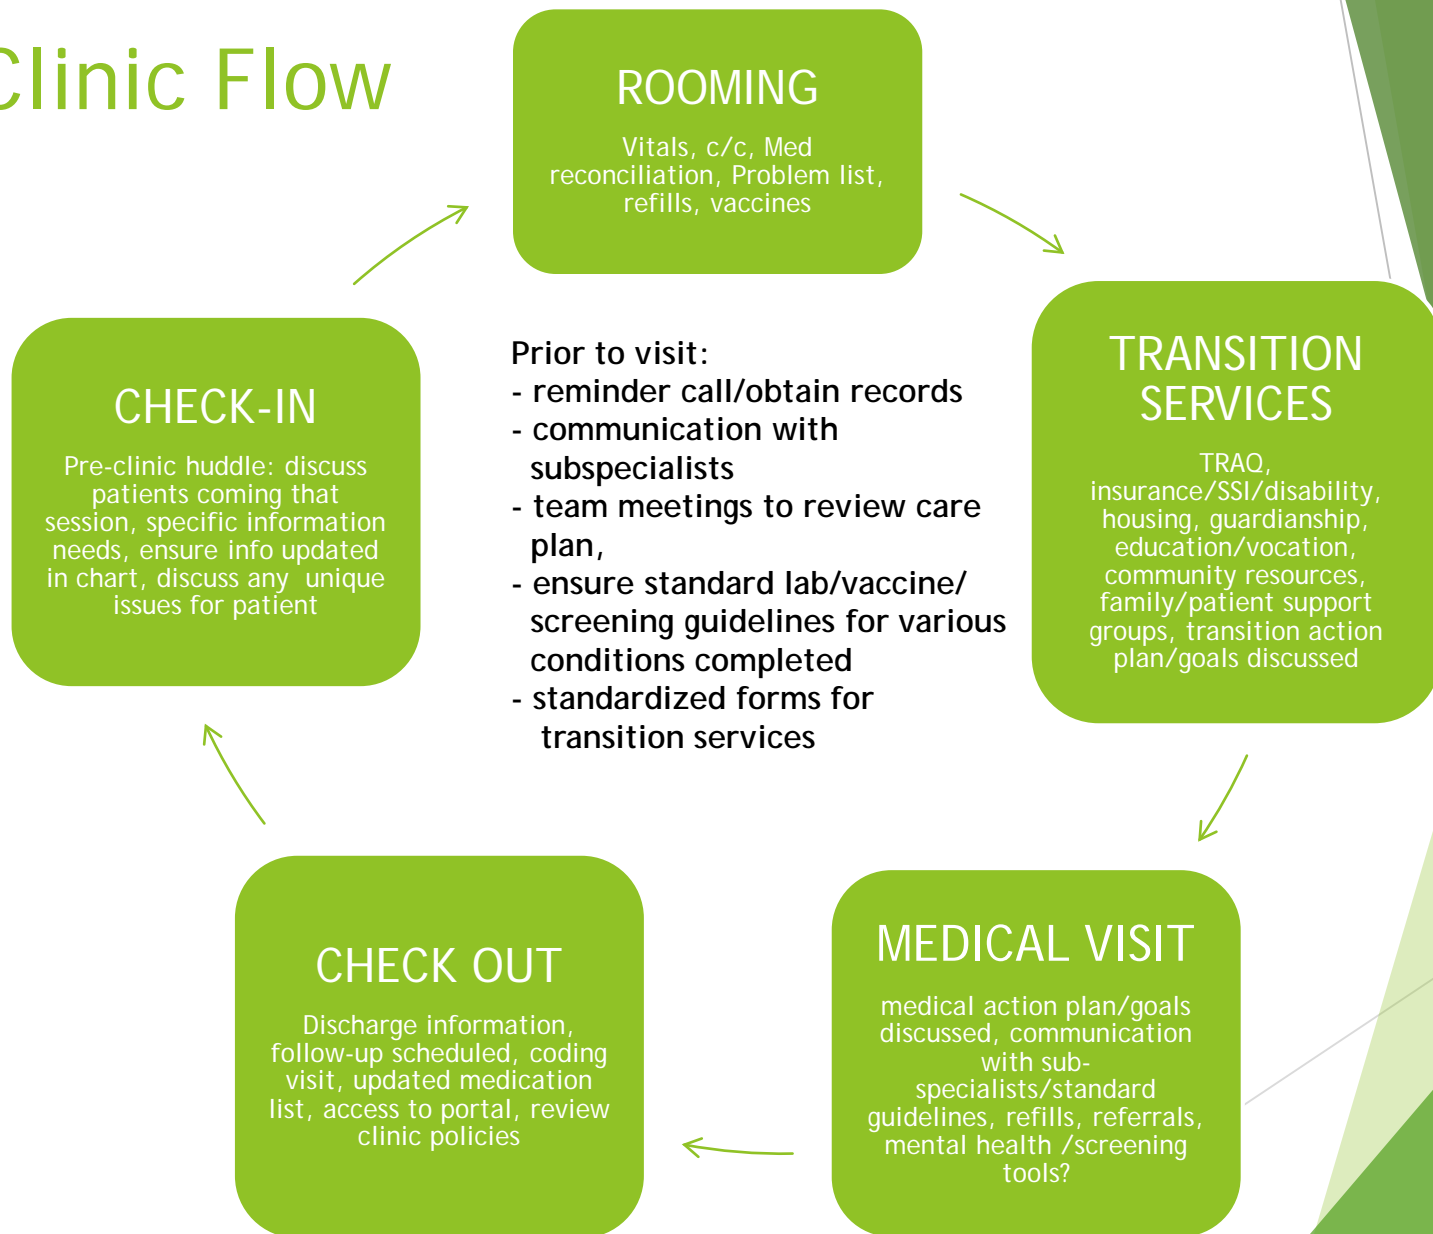 Clinic Flow
ROOMING
Vitals, c/c, Med
reconciliation, Problem list,
refills, vaccines
TRANSITION
SERVICES
TRAQ,
insurance/SSI/disability,
housing, guardianship,
education/vocation,
community resources,
family/patient support
groups, transition action
plan/goals discussed
MEDICAL VISIT
medical action plan/goals
discussed, communication
with sub-
specialists/standard
guidelines, refills, referrals,
mental health /screening
tools?
CHECK OUT
Discharge information,
follow-up scheduled, coding
visit, updated medication
list, access to portal, review
clinic policies
CHECK-IN
Pre-clinic huddle: discuss
patients coming that
session, specific information
needs, ensure info updated
in chart, discuss any  unique
issues for patient
Prior to visit:
- reminder call/obtain records
- communication with
subspecialists
- team meetings to review care
plan,
- ensure standard lab/vaccine/
screening guidelines for various
conditions completed
- standardized forms for
transition services